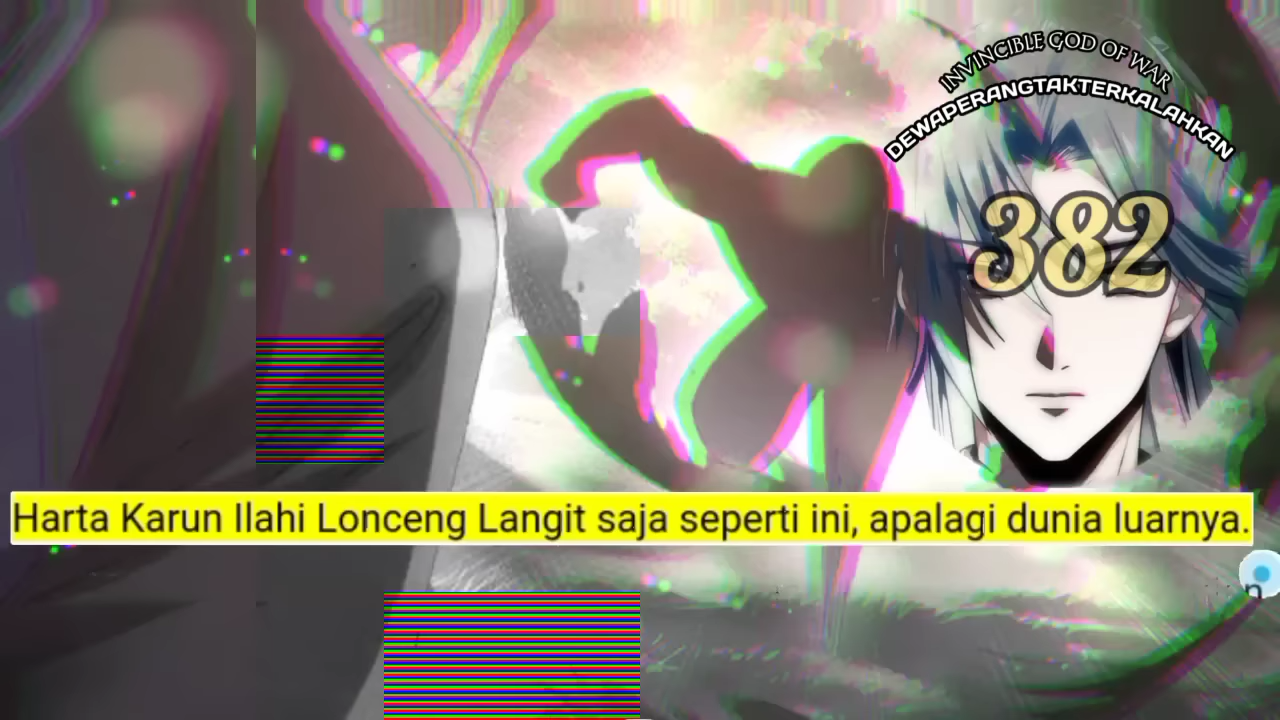 INVINCIBLE GOD OF WAR
DEWAPERANGTAKTERKALAHKAN
382
Harta Karun Ilahi Lonceng Langit saja seperti ini, apalagi dunia luarnya.
n